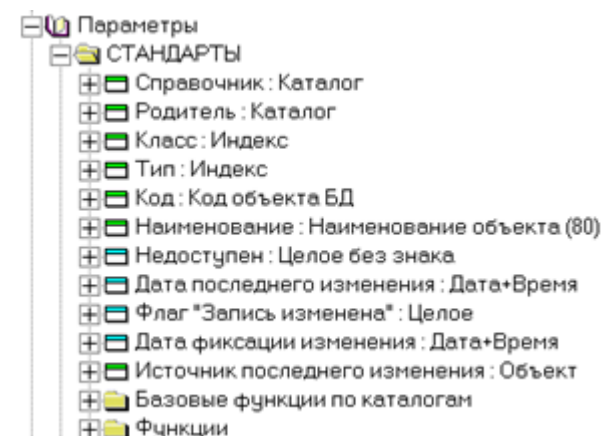 Параметры
СТАНДАРТЫ
Справочник : Каталог
Родитель : Каталог
Класс : Индекс
Тип : Индекс
Код : Код объекта БД
Наименование : Наименование объекта (80)
Недоступен : Целое без знака
Дата последнего изменения : Дата+Время
Флаг "Запись изменена" : Целое
Дата фиксации изменения : Дата+Время
Источник последнего изменения : Объект
Базовые функции по каталогам
Функции